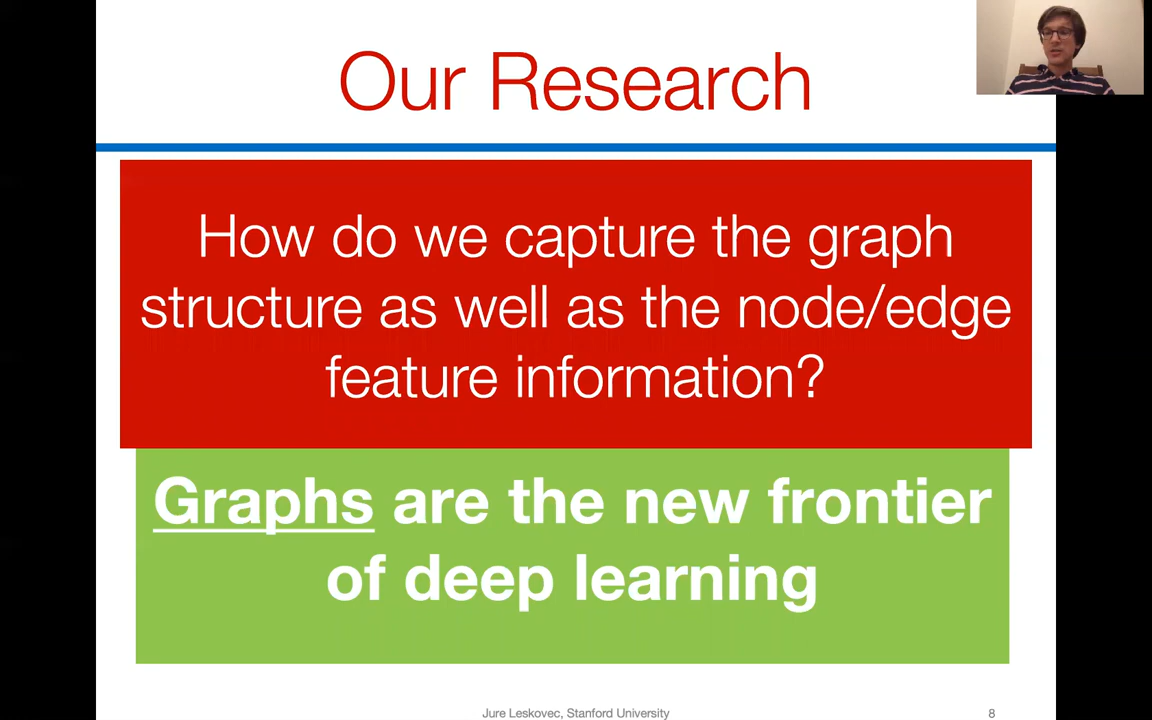 Our Research
How do we capture the graph
structure as well as the node/edge
feature information?
Graphs are the new frontier
of deep learning
Jure Leskovec, Stanford University
8